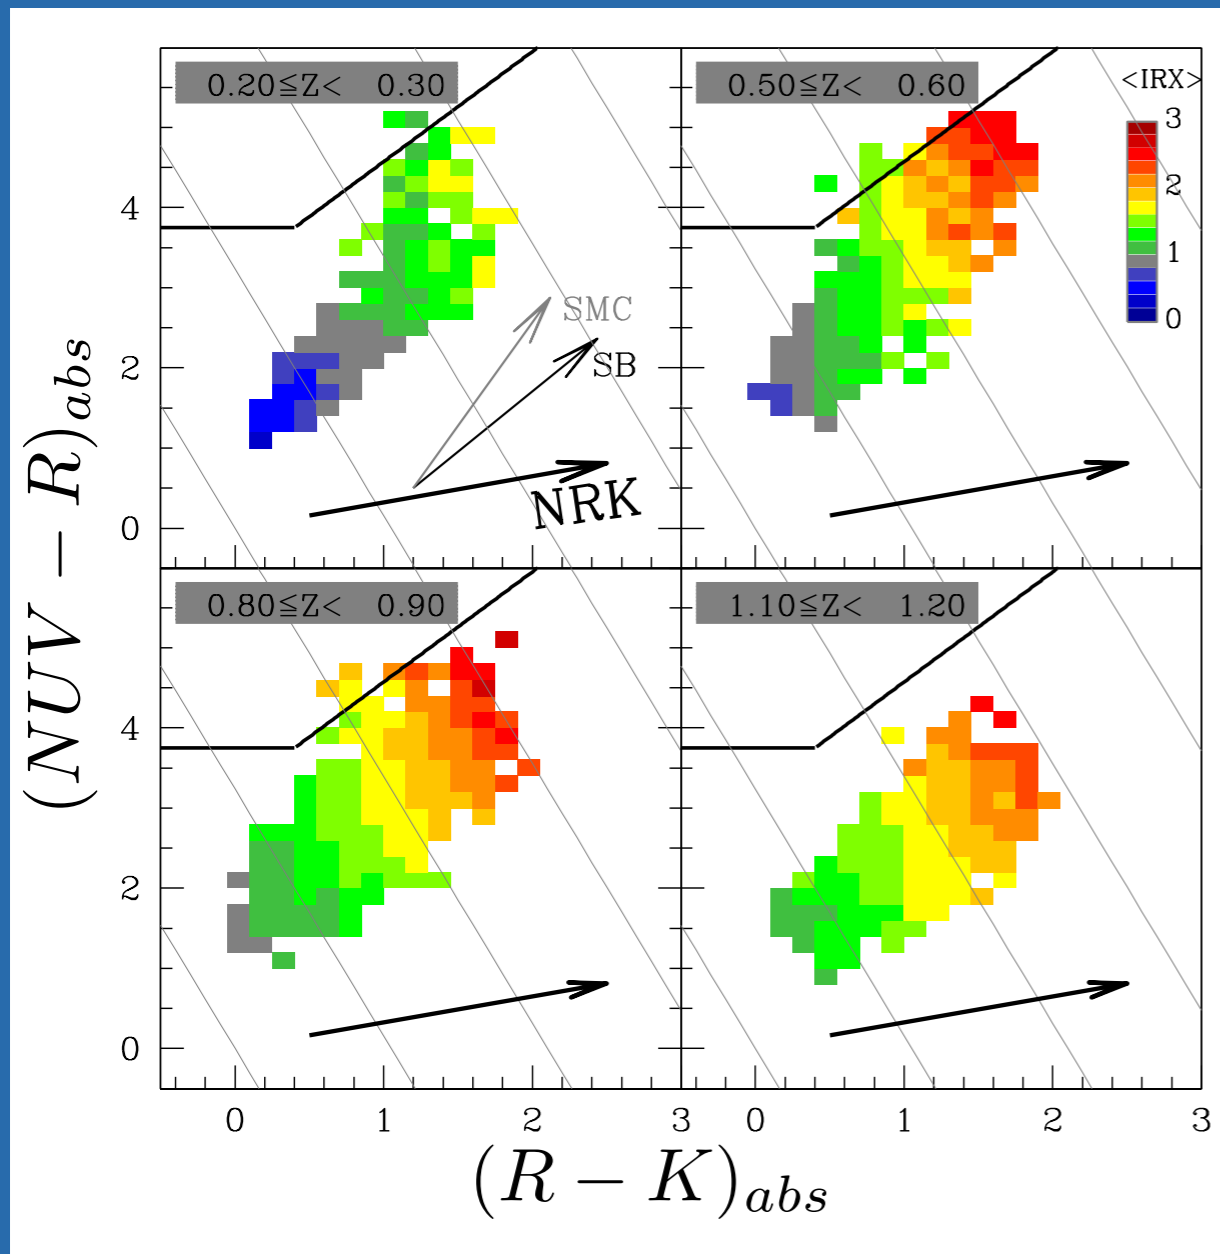 0.20≦Z< 0.30
0.50≦Z< 0.60
<IRX>
3
2
1
0
SMC
SB
NRK
4
2
0
0.80≦Z< 0.90
1.10≦Z< 1.20
4
2
0
(NUV − R)abs
0 1 2 3 0 1 2 3
(R − K)abs